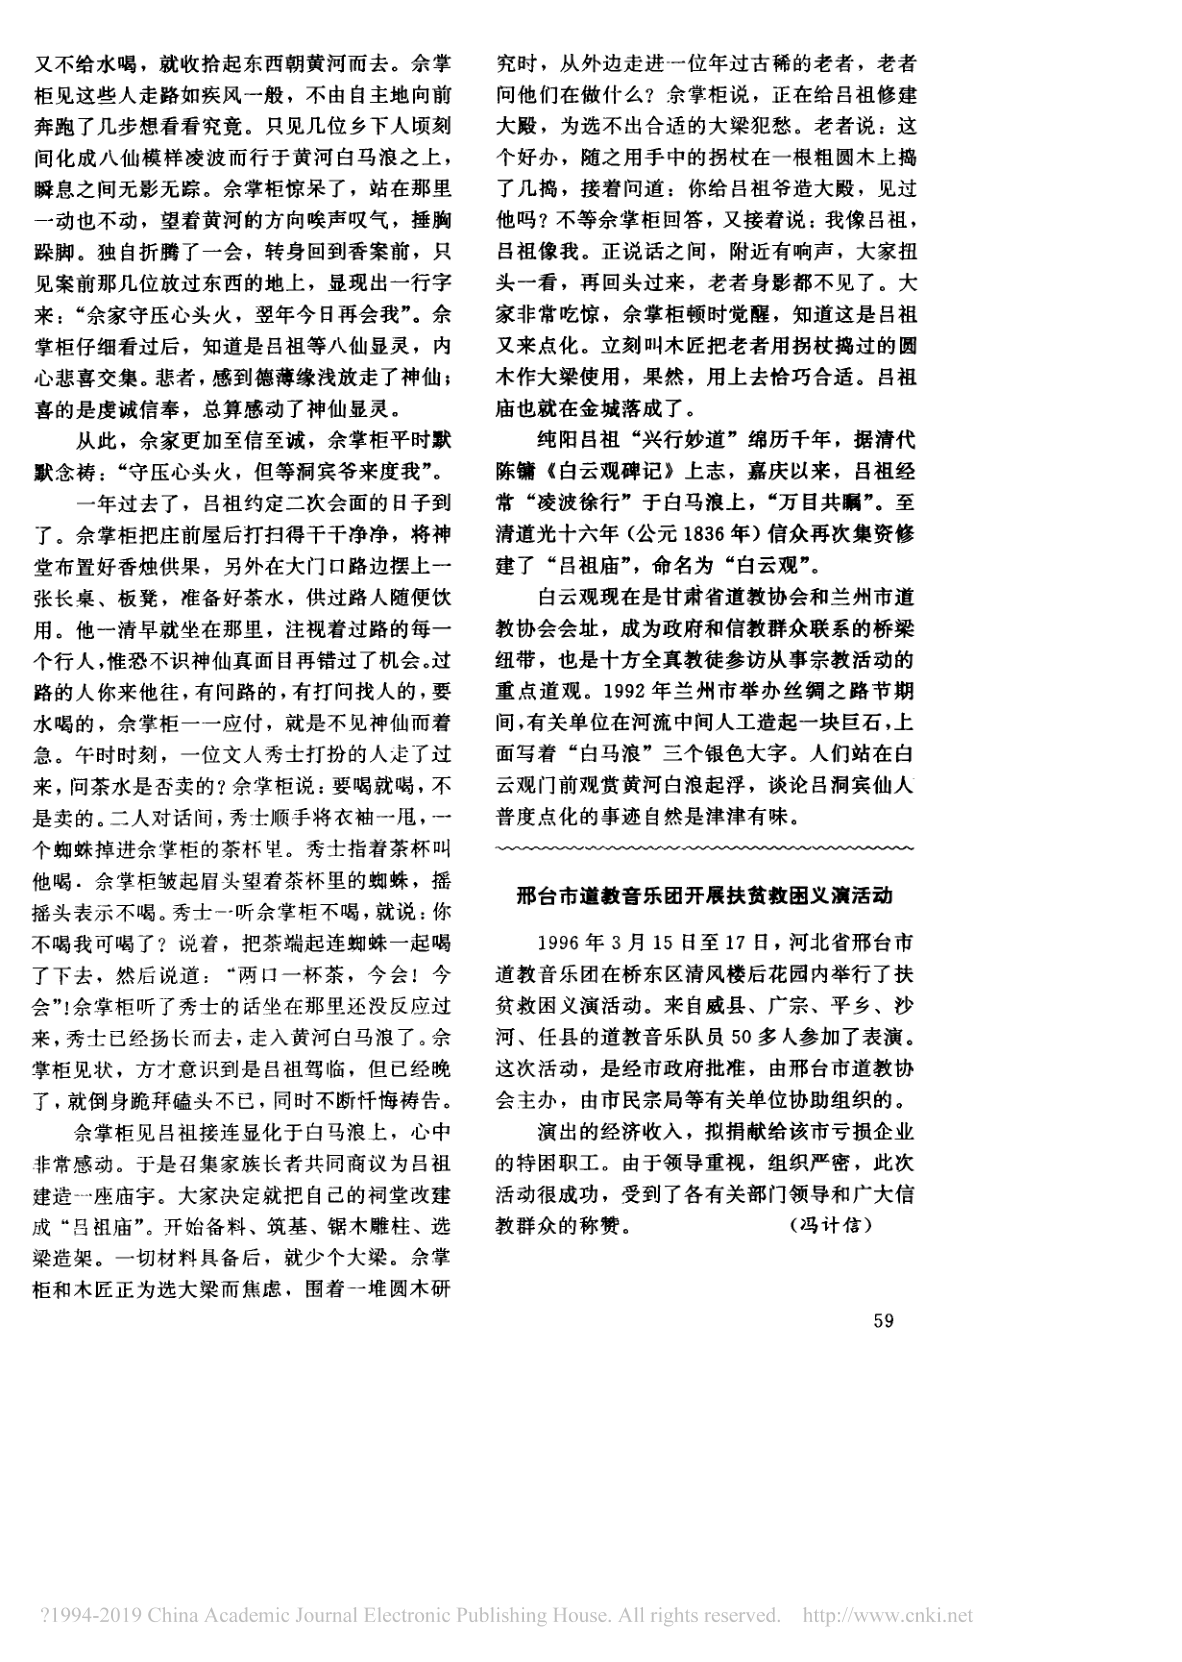 又不给水喝，就收拾起东西朝黄河而去。佘掌
柜见这些人走路如疾风一般，不由自主地向前
奔跑了几步想看看究竟。只见几位乡下人顷刻
间化成八仙模样凌波而行于黄河白马浪之上，
瞬息之间无影无踪。佘掌柜惊呆了，站在那里
一动也不动，望着黄河的方向唉声叹气，捶胸
跺脚。独自折腾了一会，转身回到香案前，只
见案前那几位放过东西的地上，显现出一行字
来：“佘家守压心头火，翌年今日再会我”。佘
掌柜仔细看过后，知道是吕祖等八仙显灵，内
心悲喜交集。悲者，感到德薄缘浅放走了神仙；
喜的是虔诚信奉，总算感动了神仙显灵。
从此，佘家更加至信至诚，佘掌柜平时默
默念祷：“守压心头火，但等洞宾爷来度我”。
一年过去了，吕祖约定二次会面的日子到
了。佘掌柜把庄前屋后打扫得干干净净，将神
堂布置好香烛供果，另外在大门口路边摆上一
张长桌、板凳，准备好茶水，供过路人随便饮
用。他一清早就坐在那里，注视着过路的每一
个行人，惟恐不识神仙真面目再错过了机会。过
路的人你来他往，有问路的，有打问找人的，要
水喝的，佘掌柜一一应付，就是不见神仙而着
急。午时时刻，一位文人秀士打扮的人走了过
来，问茶水是否卖的？佘掌柜说：要喝就喝，不
是卖的。二人对话间，秀士顺手将衣袖一甩，一
个蜘蛛掉进佘掌柜的茶杯里。秀士指着茶杯叫
他喝．佘掌柜皱起眉头望着茶杯里的蜘蛛，摇
摇头表示不喝。秀士一听佘掌柜不喝，就说：你
不喝我可喝了？说着，把茶端起连蜘蛛一起喝
了下去，然后说道：“两口一杯茶，今会！今
会”！佘掌柜听了秀士的话坐在那里还没反应过
来，秀士已经扬长而去，走入黄河白马浪了。佘
掌柜见状，方才意识到是吕祖驾临，但已经晚
了，就倒身跪拜磕头不已，同时不断忏悔祷告。
佘掌柜见吕祖接连显化于白马浪上，心中
非常感动。于是召集家族长者共同商议为吕祖
建造一座庙宇。大家决定就把自己的祠堂改建
成“吕祖庙”。开始备料、筑基、锯木雕柱、选
梁造架。一切材料具备后，就少个大梁。佘掌
柜和木匠正为选大梁而焦虑，围着一堆圆木研
究时，从外边走进一位年过古稀的老者，老者
问他们在做什么？佘掌柜说，正在给吕祖修建
大殿，为选不出合适的大梁犯愁。老者说：这
个好办，随之用手中的拐杖在一根粗圆木上捣
了几捣，接着问道：你给吕祖爷造大殿，见过
他吗？不等佘掌柜回答，又接着说：我像吕祖，
吕祖像我。正说话之间，附近有响声，大家扭
头一看，再回头过来，老者身影都不见了。大
家非常吃惊，佘掌柜顿时觉醒，知道这是吕祖
又来点化。立刻叫木匠把老者用拐杖捣过的圆
木作大梁使用，果然，用上去恰巧合适。吕祖
庙也就在金城落成了。
纯阳吕祖“兴行妙道”绵历千年，据清代
陈镛《白云观碑记》上志，嘉庆以来，吕祖经
常“凌波徐行”于白马浪上，“万目共瞩”。至
清道光十六年（公元1836年）信众再次集资修
建了“吕祖庙”，命名为“白云观”。
白云观现在是甘肃省道教协会和兰州市道
教协会会址，成为政府和信教群众联系的桥梁
纽带，也是十方全真教徒参访从事宗教活动的
重点道观。1992年兰州市举办丝绸之路节期
间，有关单位在河流中间人工造起一块巨石，上
面写着“白马浪”三个银色大字。人们站在白
云观门前观赏黄河白浪起浮，谈论吕洞宾仙人
普度点化的事迹自然是津津有味。
邢台市道教音乐团开展扶贫救困义演活动
1996年3月15日至17日，河北省邢台市
道教音乐团在桥东区清风楼后花园内举行了扶
贫救困义演活动。来自威县、广宗、平乡、沙
河、任县的道教音乐队员50多人参加了表演。
这次活动，是经市政府批准，由邢台市道教协
会主办，由市民宗局等有关单位协助组织的。
演出的经济收入，拟捐献给该市亏损企业
的特困职工。由于领导重视，组织严密，此次
活动很成功，受到了各有关部门领导和广大信
教群众的称赞。（冯计信）
59
?1994-2019 China Academic Journal Electronic Publishing House. All rights reserved. http://www.cnki.net